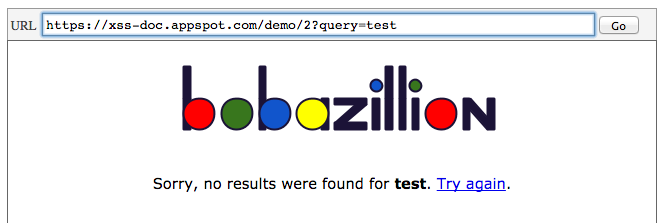 URL https://xss-doc.appspot.com/demo/2?query=test Go
bobazillion
Sorry, no results were found for test. Try again.